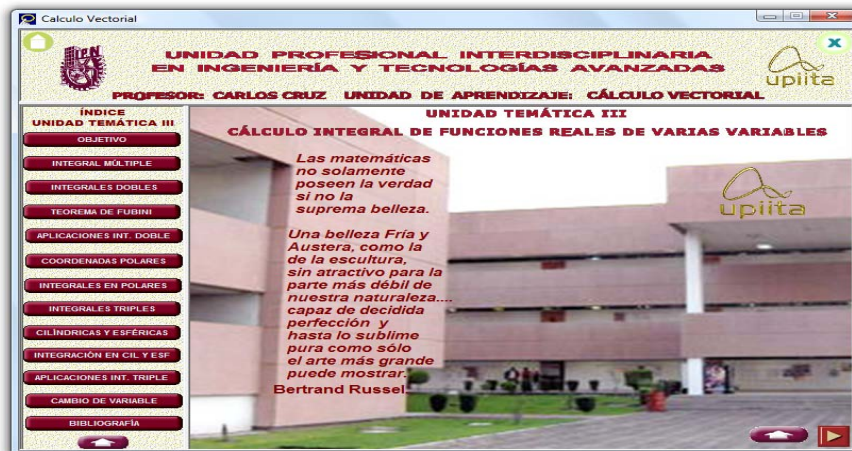 Calculo Vectorial
UNIDAD PROFESIONAL INTERDISCIPLINARIA
EN INGENIERÍA Y TECNOLOGÍAS AVANZADAS
PROFESOR: CARLOS CRUZ UNIDAD DE APRENDIZAJE: CÁLCULO VECTORIAL
upiita
ÍNDICE
UNIDAD TEMÁTICA III
OBJETIVO
INTEGRAL MÚLTIPLE
INTEGRALES DOBLES
TEOREMA DE FUBINI
APLICACIONES INT. DOBLE
COORDENADAS POLARES
INTEGRALES EN POLARES
INTEGRALES TRIPLES
CILÍNDRICAS Y ESFÉRICAS
INTEGRACIÓN EN CIL Y ESF
APLICACIONES INT. TRIPLE
CAMBIO DE VARIABLE
BIBLIOGRAFÍA
UNIDAD TEMÁTICA III
CÁLCULO INTEGRAL DE FUNCIONES REALES DE VARIAS VARIABLES
Las matemáticas
no solamente
poseen la verdad
si no la
suprema belleza.
Una belleza Fría y
Austera, como la
de la escultura,
sin atractivo para la
parte más débil de
nuestra naturaleza....
capaz de decidida
perfección y
hasta lo sublime
pura como sólo
el arte más grande
puede mostrar.
Bertrand Russel.
upiita